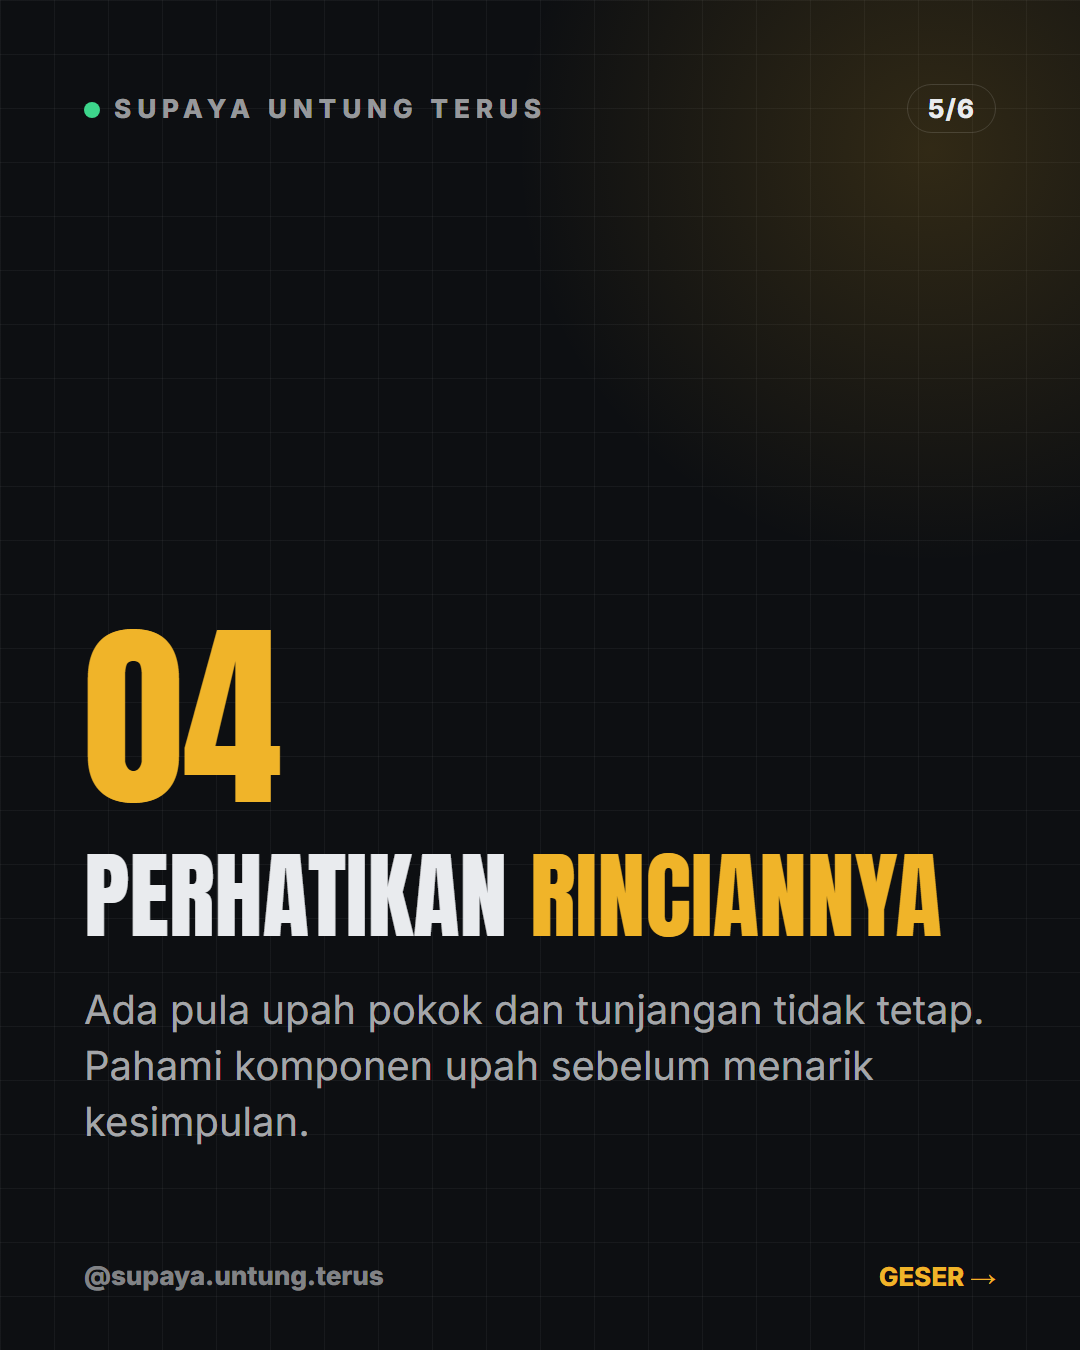 SUPAYA UNTUNG TERUS
5/6
04
PERHATIKAN RINCIANNYA
Ada pula upah pokok dan tunjangan tidak tetap.
Pahami komponen upah sebelum menarik
kesimpulan.
@supaya.untung.terus
GESER →